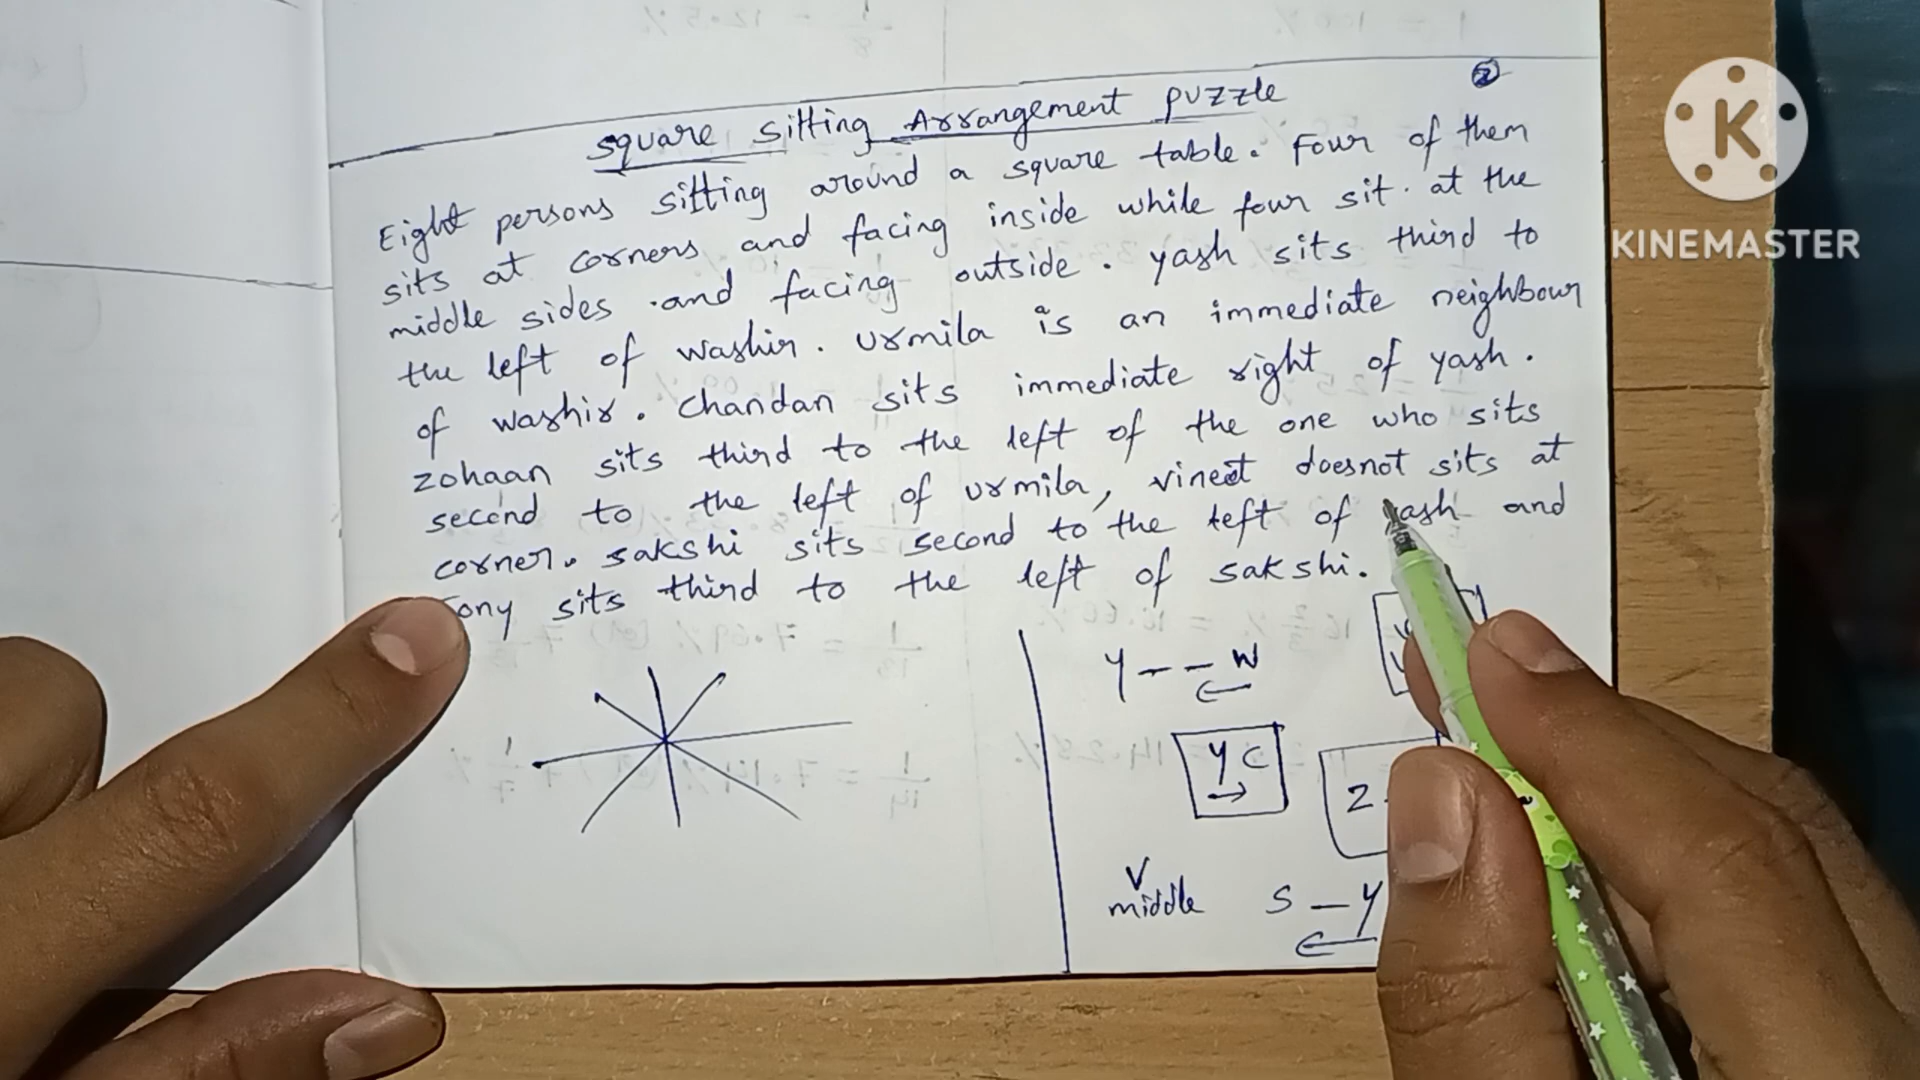 ②
square sitting Arrangement puzzle
Eight persons sitting around a square table. Four of them
sits at corners and facing inside while four sit at the
middle sides and facing outside. yash sits third to
the left of washir. urmila is an immediate neighbour
of washir. Chandan sits immediate right of yash.
zohaan sits third to the left of the one who sits
second to the left of urmila, vineet doesnot sits at
corner. sakshi sits second to the left of yash and
Tony sits third to the left of sakshi.
Y - - W
y c
Z
V
middle
S - Y
K
KINEMASTER